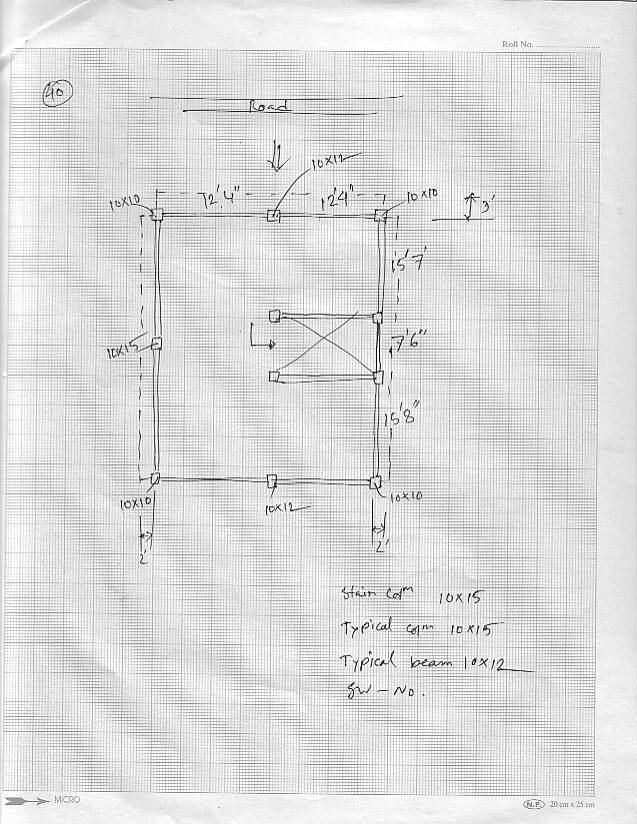 Roll No.
40
Road
10X12
10X10
12'.4"
12'4"
10X10
3'
15'7'
10X15
7'6"
15'8"
10X10
10X12
10X10
2'
2'
Stair Colm 10X15
Typical colm 10X15
Typical beam 10X12
SW - No.
MICRO
N.P. 20 cm x 25 cm